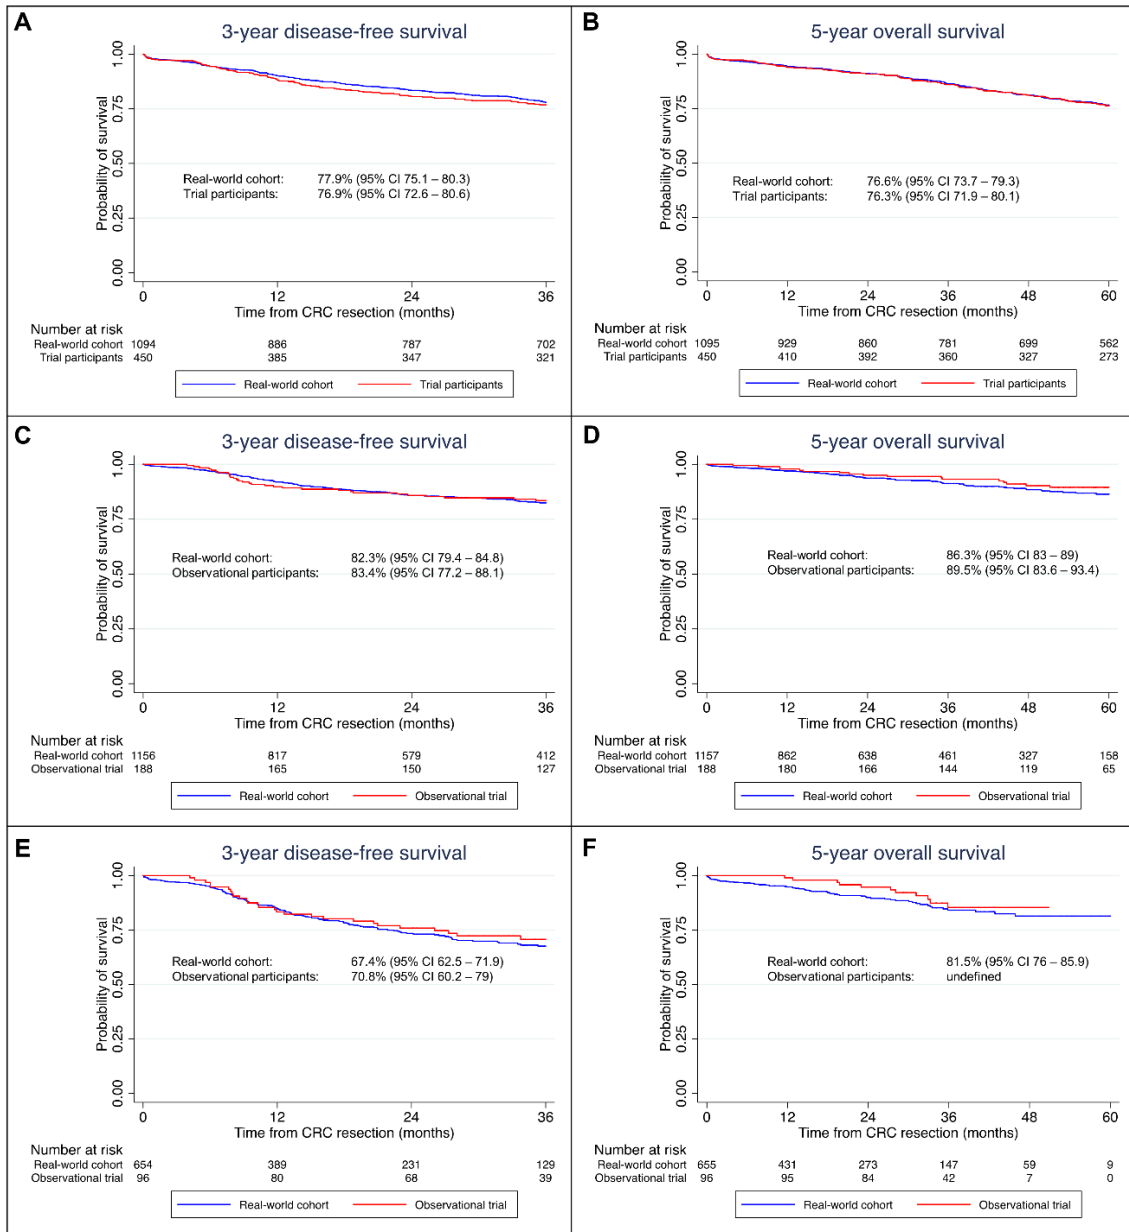 A
3-year disease-free survival
Probability of survival
1.00
0.75
0.50
0.25
0.00
Real-world cohort: 77.9% (95% CI 75.1 – 80.3)
Trial participants: 76.9% (95% CI 72.6 – 80.6)
0 12 24 36
Time from CRC resection (months)
Number at risk
Real-world cohort 1094 886 787 702
Trial participants 450 385 347 321
Real-world cohort Trial participants
B
5-year overall survival
Probability of survival
1.00
0.75
0.50
0.25
0.00
Real-world cohort: 76.6% (95% CI 73.7 – 79.3)
Trial participants: 76.3% (95% CI 71.9 – 80.1)
0 12 24 36 48 60
Time from CRC resection (months)
Number at risk
Real-world cohort 1095 929 860 781 699 562
Trial participants 450 410 392 360 327 273
Real-world cohort Trial participants
C
3-year disease-free survival
Probability of survival
1.00
0.75
0.50
0.25
0.00
Real-world cohort: 82.3% (95% CI 79.4 – 84.8)
Observational participants: 83.4% (95% CI 77.2 – 88.1)
0 12 24 36
Time from CRC resection (months)
Number at risk
Real-world cohort 1156 817 579 412
Observational trial 188 165 150 127
Real-world cohort Observational trial
D
5-year overall survival
Probability of survival
1.00
0.75
0.50
0.25
0.00
Real-world cohort: 86.3% (95% CI 83 – 89)
Observational participants: 89.5% (95% CI 83.6 – 93.4)
0 12 24 36 48 60
Time from CRC resection (months)
Number at risk
Real-world cohort 1157 862 638 461 327 158
Observational trial 188 180 166 144 119 65
Real-world cohort Observational trial
E
3-year disease-free survival
Probability of survival
1.00
0.75
0.50
0.25
0.00
Real-world cohort: 67.4% (95% CI 62.5 – 71.9)
Observational participants: 70.8% (95% CI 60.2 – 79)
0 12 24 36
Time from CRC resection (months)
Number at risk
Real-world cohort 654 389 231 129
Observational trial 96 80 68 39
Real-world cohort Observational trial
F
5-year overall survival
Probability of survival
1.00
0.75
0.50
0.25
0.00
Real-world cohort: 81.5% (95% CI 76 – 85.9)
Observational participants: undefined
0 12 24 36 48 60
Time from CRC resection (months)
Number at risk
Real-world cohort 655 431 273 147 59 9
Observational trial 96 95 84 42 7 0
Real-world cohort Observational trial